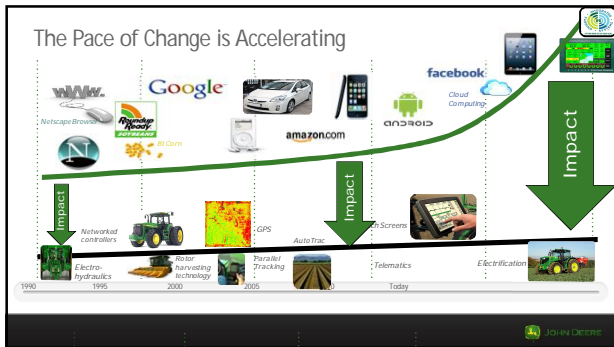 The Pace of Change is Accelerating
www.
Google
facebook
Cloud
Computing
Netscape Browser
Roundup
Ready
SOYBEANS
Bt Corn
N
amazon.com
android
Impact
Impact
Impact
Networked
controllers
GPS
AutoTrac
Screens
Electro-
hydraulics
Rotor
harvesting
technology
Parallel
Tracking
Telematics
Electrification
1990
1995
2000
2005
Today
JOHN DEERE